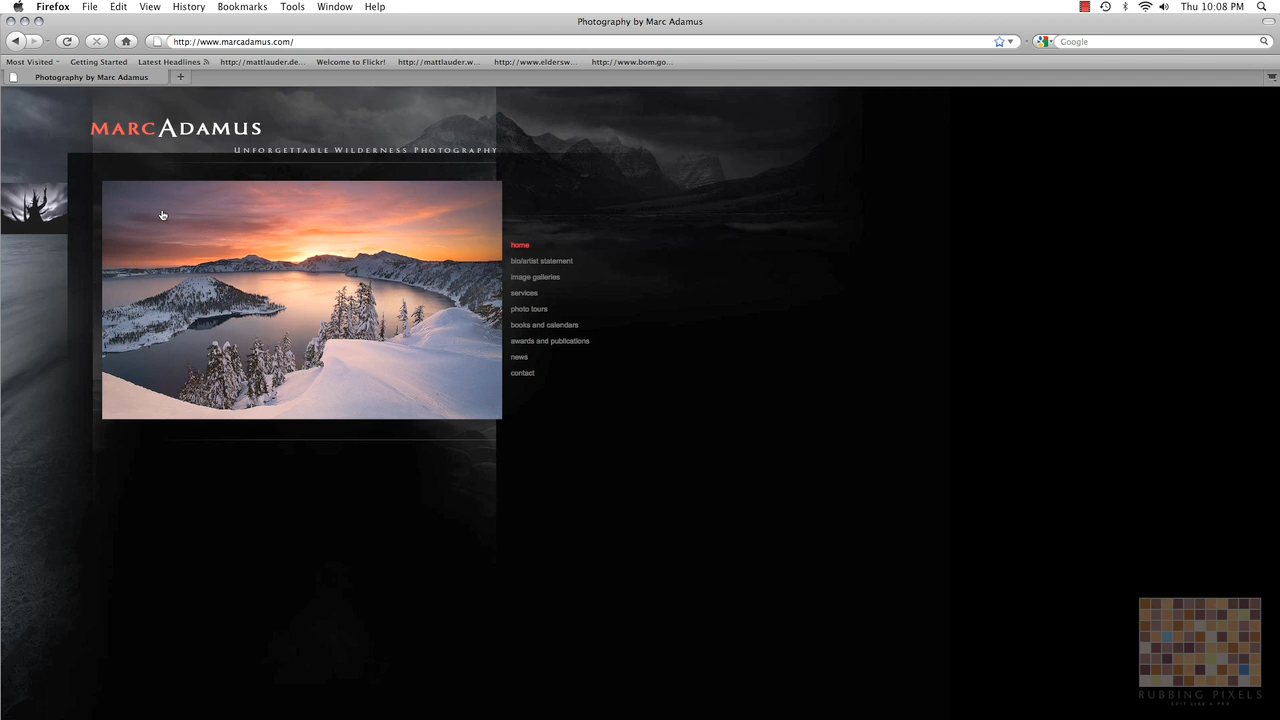 Firefox File Edit View History Bookmarks Tools Window Help Thu 10:08 PM
Photography by Marc Adamus
http://www.marcadamus.com/ Google
Most Visited Getting Started Latest Headlines http://mattlauder.de... Welcome to Flickr! http://mattlauder.w... http://www.eldersw... http://www.bom.go...
Photography by Marc Adamus
MARCADAMUS
UNFORGETTABLE WILDERNESS PHOTOGRAPHY
home
bio/artist statement
image galleries
services
photo tours
books and calendars
awards and publications
news
contact
RUBBING PIXELS
EDIT LIKE A PRO